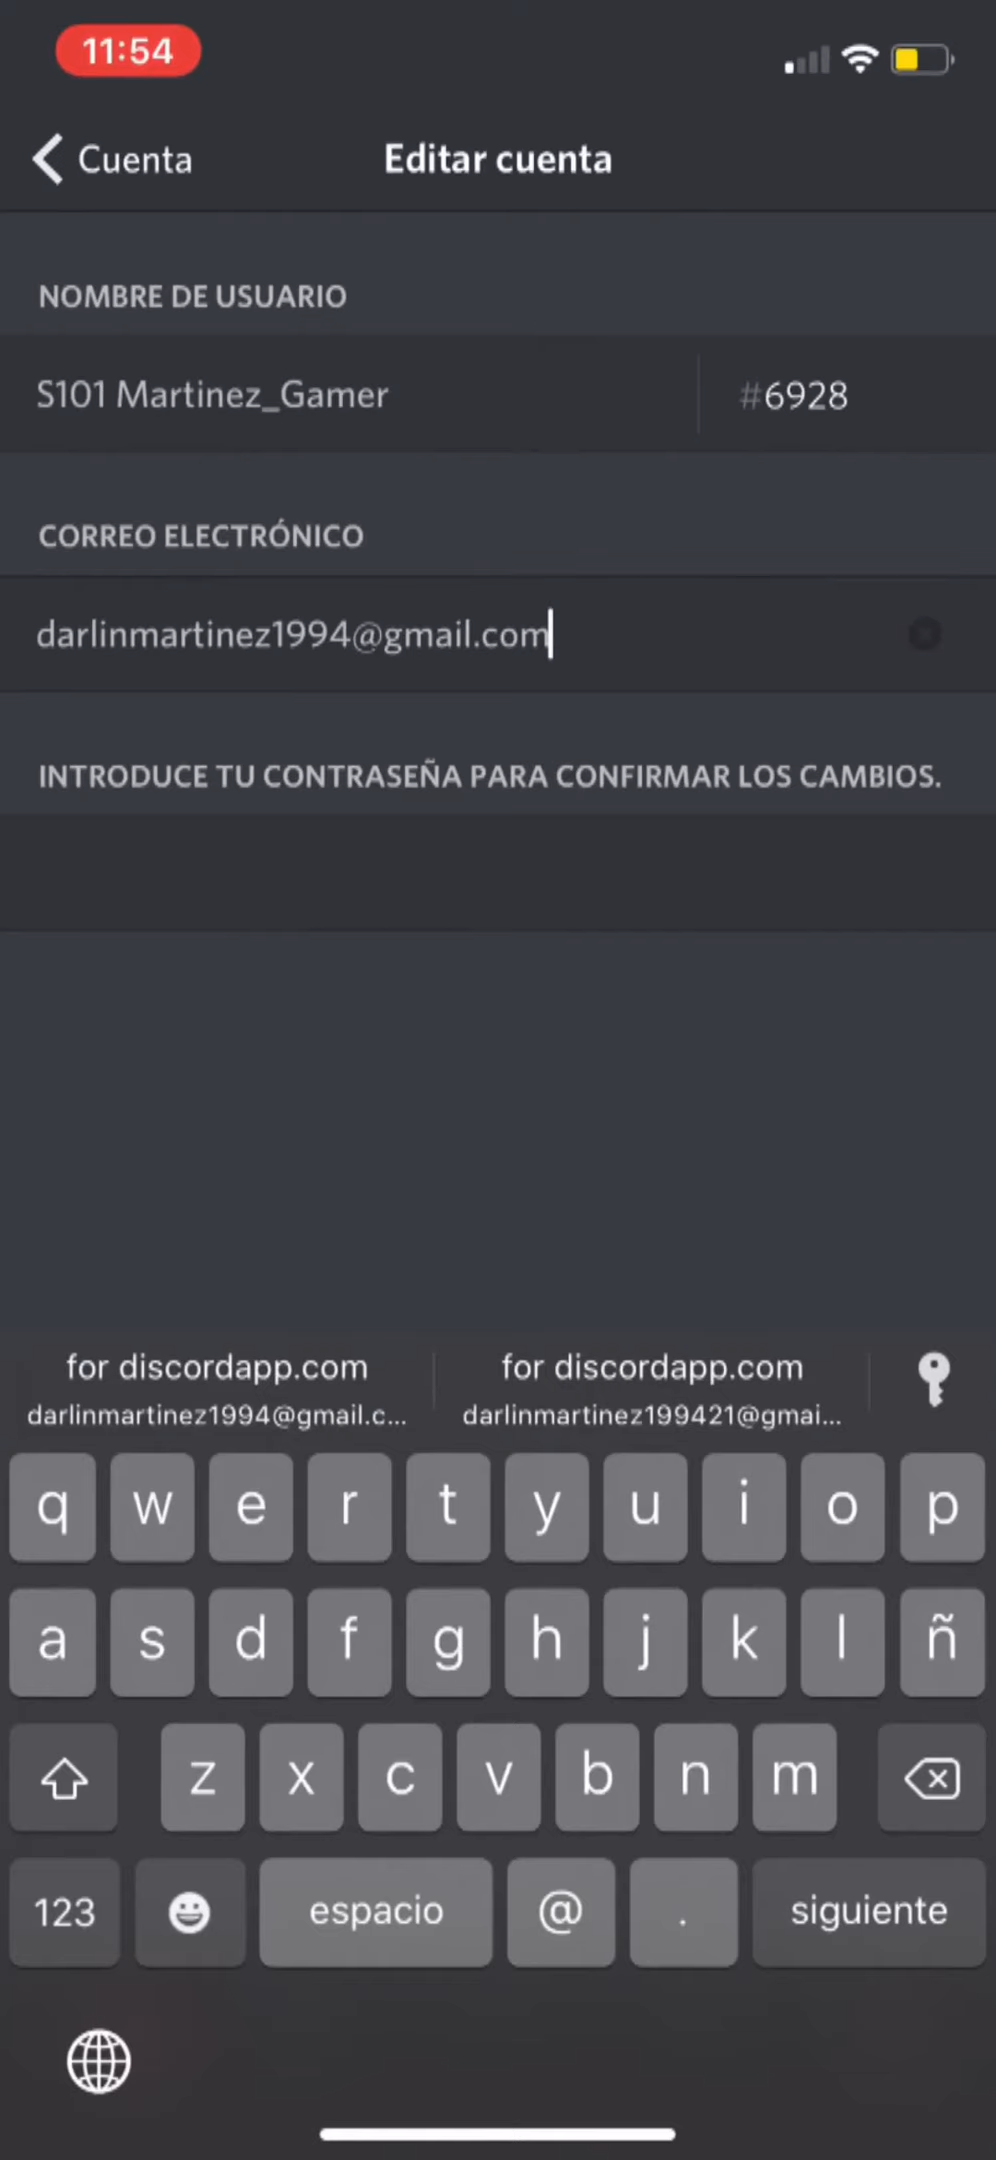 11:54
Cuenta
Editar cuenta
NOMBRE DE USUARIO
S101 Martinez_Gamer #6928
CORREO ELECTRÓNICO
darlinmartinez1994@gmail.com
INTRODUCE TU CONTRASEÑA PARA CONFIRMAR LOS CAMBIOS.
for discordapp.com
darlinmartinez1994@gmail.c...
for discordapp.com
darlinmartinez199421@gmai...
q w e r t y u i o p
a s d f g h j k l ñ
z x c v b n m
123 espacio @ . siguiente